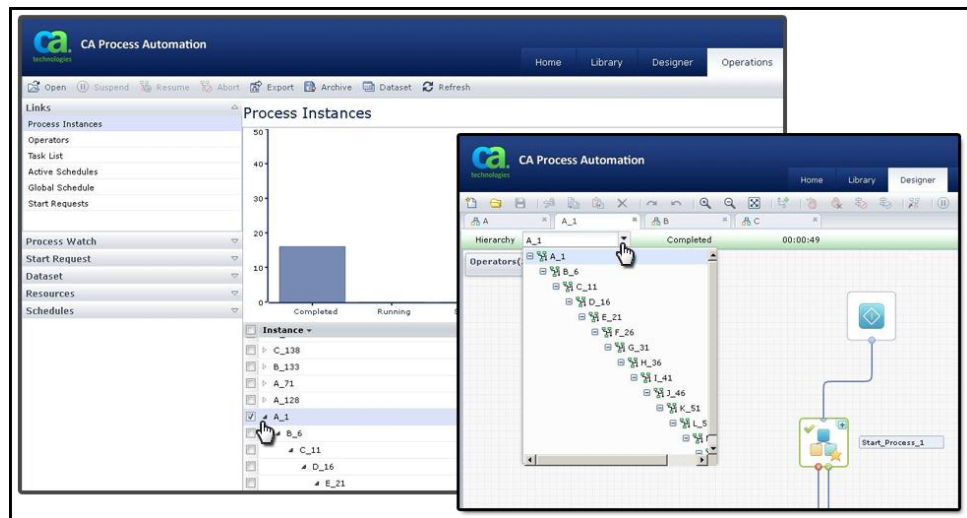 ca
technologies
CA Process Automation
Home Library Designer Operations
Open Suspend Resume Abort Export Archive Dataset Refresh
Links
Process Instances
Operators
Task List
Active Schedules
Global Schedule
Start Requests
Process Watch
Start Request
Dataset
Resources
Schedules
Process Instances
50
40
30
20
10
0
Completed Running
Instance
C_138
B_133
A_71
A_128
A_1
B_6
C_11
D_16
E_21
ca
technologies
CA Process Automation
Home Library Designer
A A_1 B C
Hierarchy A_1 Completed 00:00:49
Operators(
A_1
B_6
C_11
D_16
E_21
F_26
G_31
H_36
I_41
J_46
K_51
L_5
Start_Process_1